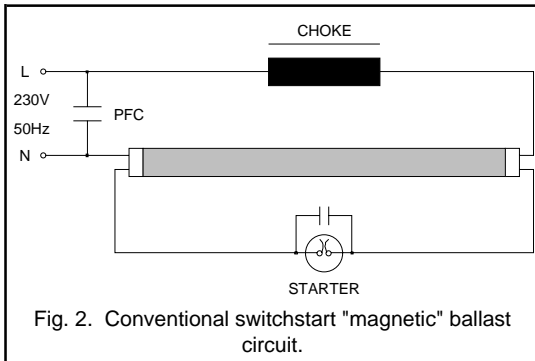 CHOKE
L
230V
PFC
50Hz
N
STARTER
Fig. 2. Conventional switchstart "magnetic" ballast
circuit.